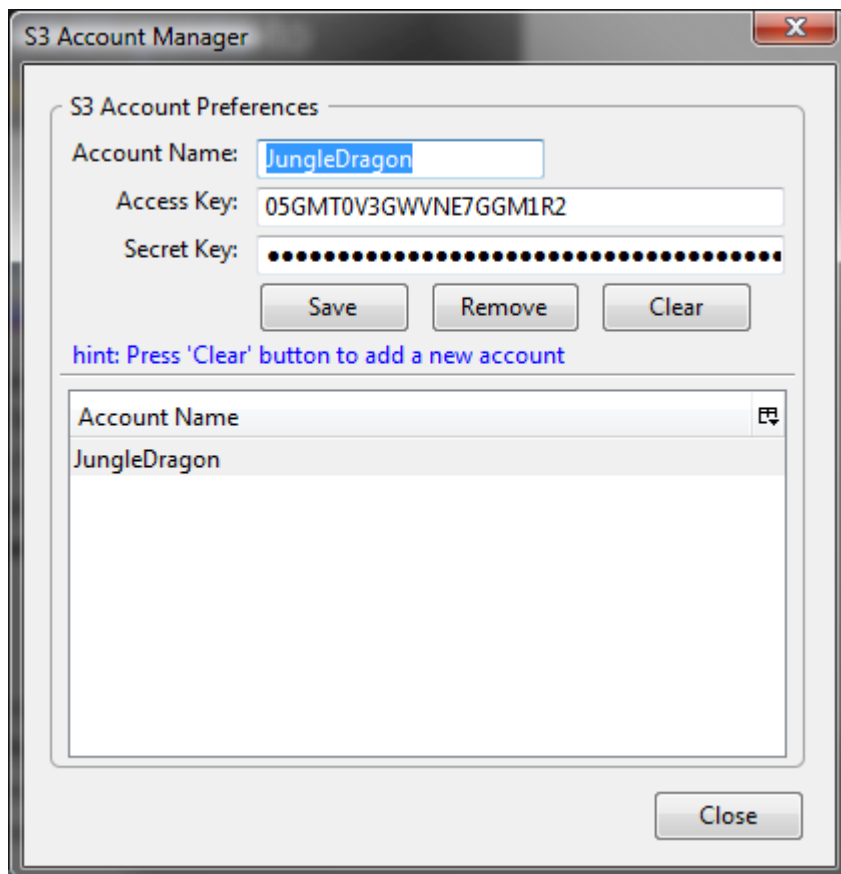 S3 Account Manager
S3 Account Preferences
Account Name: JungleDragon
Access Key: 05GMT0V3GWVNE7GGM1R2
Secret Key: ●●●●●●●●●●●●●●●●●●●●●●●●●●●●●●●●●●●●●
Save Remove Clear
hint: Press 'Clear' button to add a new account
Account Name
JungleDragon
Close